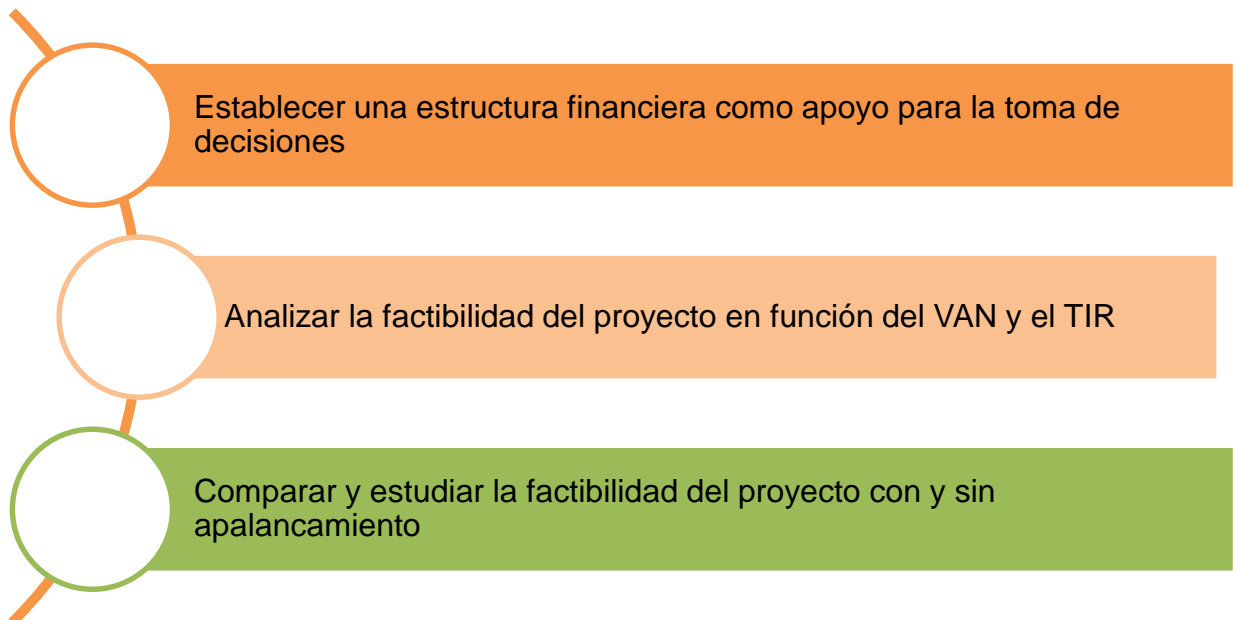 Establecer una estructura financiera como apoyo para la toma de
decisiones
Analizar la factibilidad del proyecto en función del VAN y el TIR
Comparar y estudiar la factibilidad del proyecto con y sin
apalancamiento